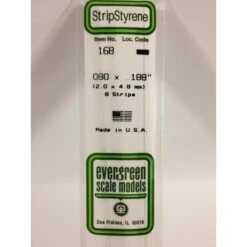 StripStyrene
Item No. Loc. Code
168
.080 × .188"
(2.0 x 4.8 mm)
8 Strips
Made in U.S.A.
evergreen
scale models
Des Plaines, IL 60018